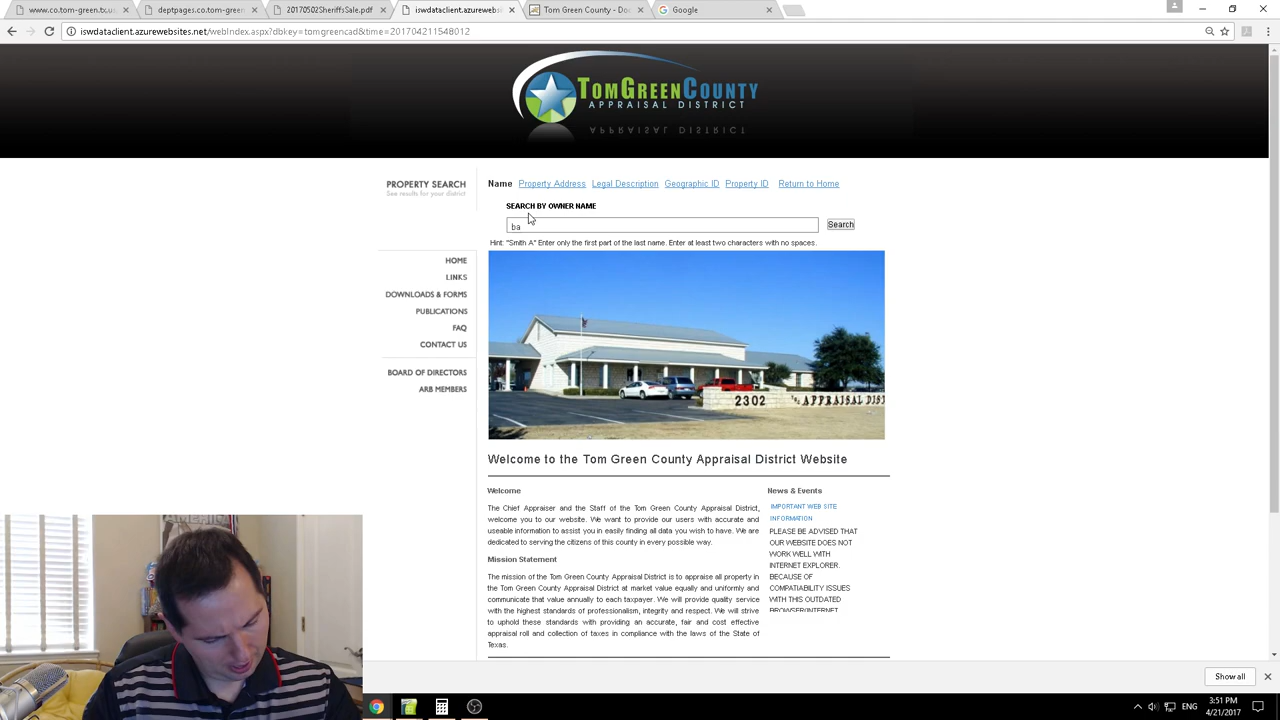 www.co.tom-green.tx.u
deptpages.co.tom-green
20170502SheriffsSale.pdf
iswdataclient.azurewebs
Tom Green County - Do
Google
iswdataclient.azurewebsites.net/webIndex.aspx?dbkey=tomgreencad&time=201704211548012
TOMGREENCOUNTY
APPRAISAL DISTRICT
PROPERTY SEARCH
See results for your district
Name Property Address Legal Description Geographic ID Property ID Return to Home
SEARCH BY OWNER NAME
ba
Search
Hint: "Smith A" Enter only the first part of the last name. Enter at least two characters with no spaces.
HOME
LINKS
DOWNLOADS & FORMS
PUBLICATIONS
FAQ
CONTACT US
BOARD OF DIRECTORS
ARB MEMBERS
2302 APPRAISAL DIST
Welcome to the Tom Green County Appraisal District Website
Welcome
The Chief Appraiser and the Staff of the Tom Green County Appraisal District,
welcome you to our website. We want to provide our users with accurate and
useable information to assist you in easily finding all data you wish to have. We are
dedicated to serving the citizens of this county in every possible way.
Mission Statement
The mission of the Tom Green County Appraisal District is to appraise all property in
the Tom Green County Appraisal District at market value equally and uniformly and
communicate that value annually to each taxpayer. We will provide quality service
with the highest standards of professionalism, integrity and respect. We will strive
to uphold these standards with providing an accurate, fair and cost effective
appraisal roll and collection of taxes in compliance with the laws of the State of
Texas.
News & Events
IMPORTANT WEB SITE
INFORMATION
PLEASE BE ADVISED THAT
OUR WEBSITE DOES NOT
WORK WELL WITH
INTERNET EXPLORER.
BECAUSE OF
COMPATIABILITY ISSUES
WITH THIS OUTDATED
BROWSER/INTERNET
Show all
ENG
3:51 PM
4/21/2017